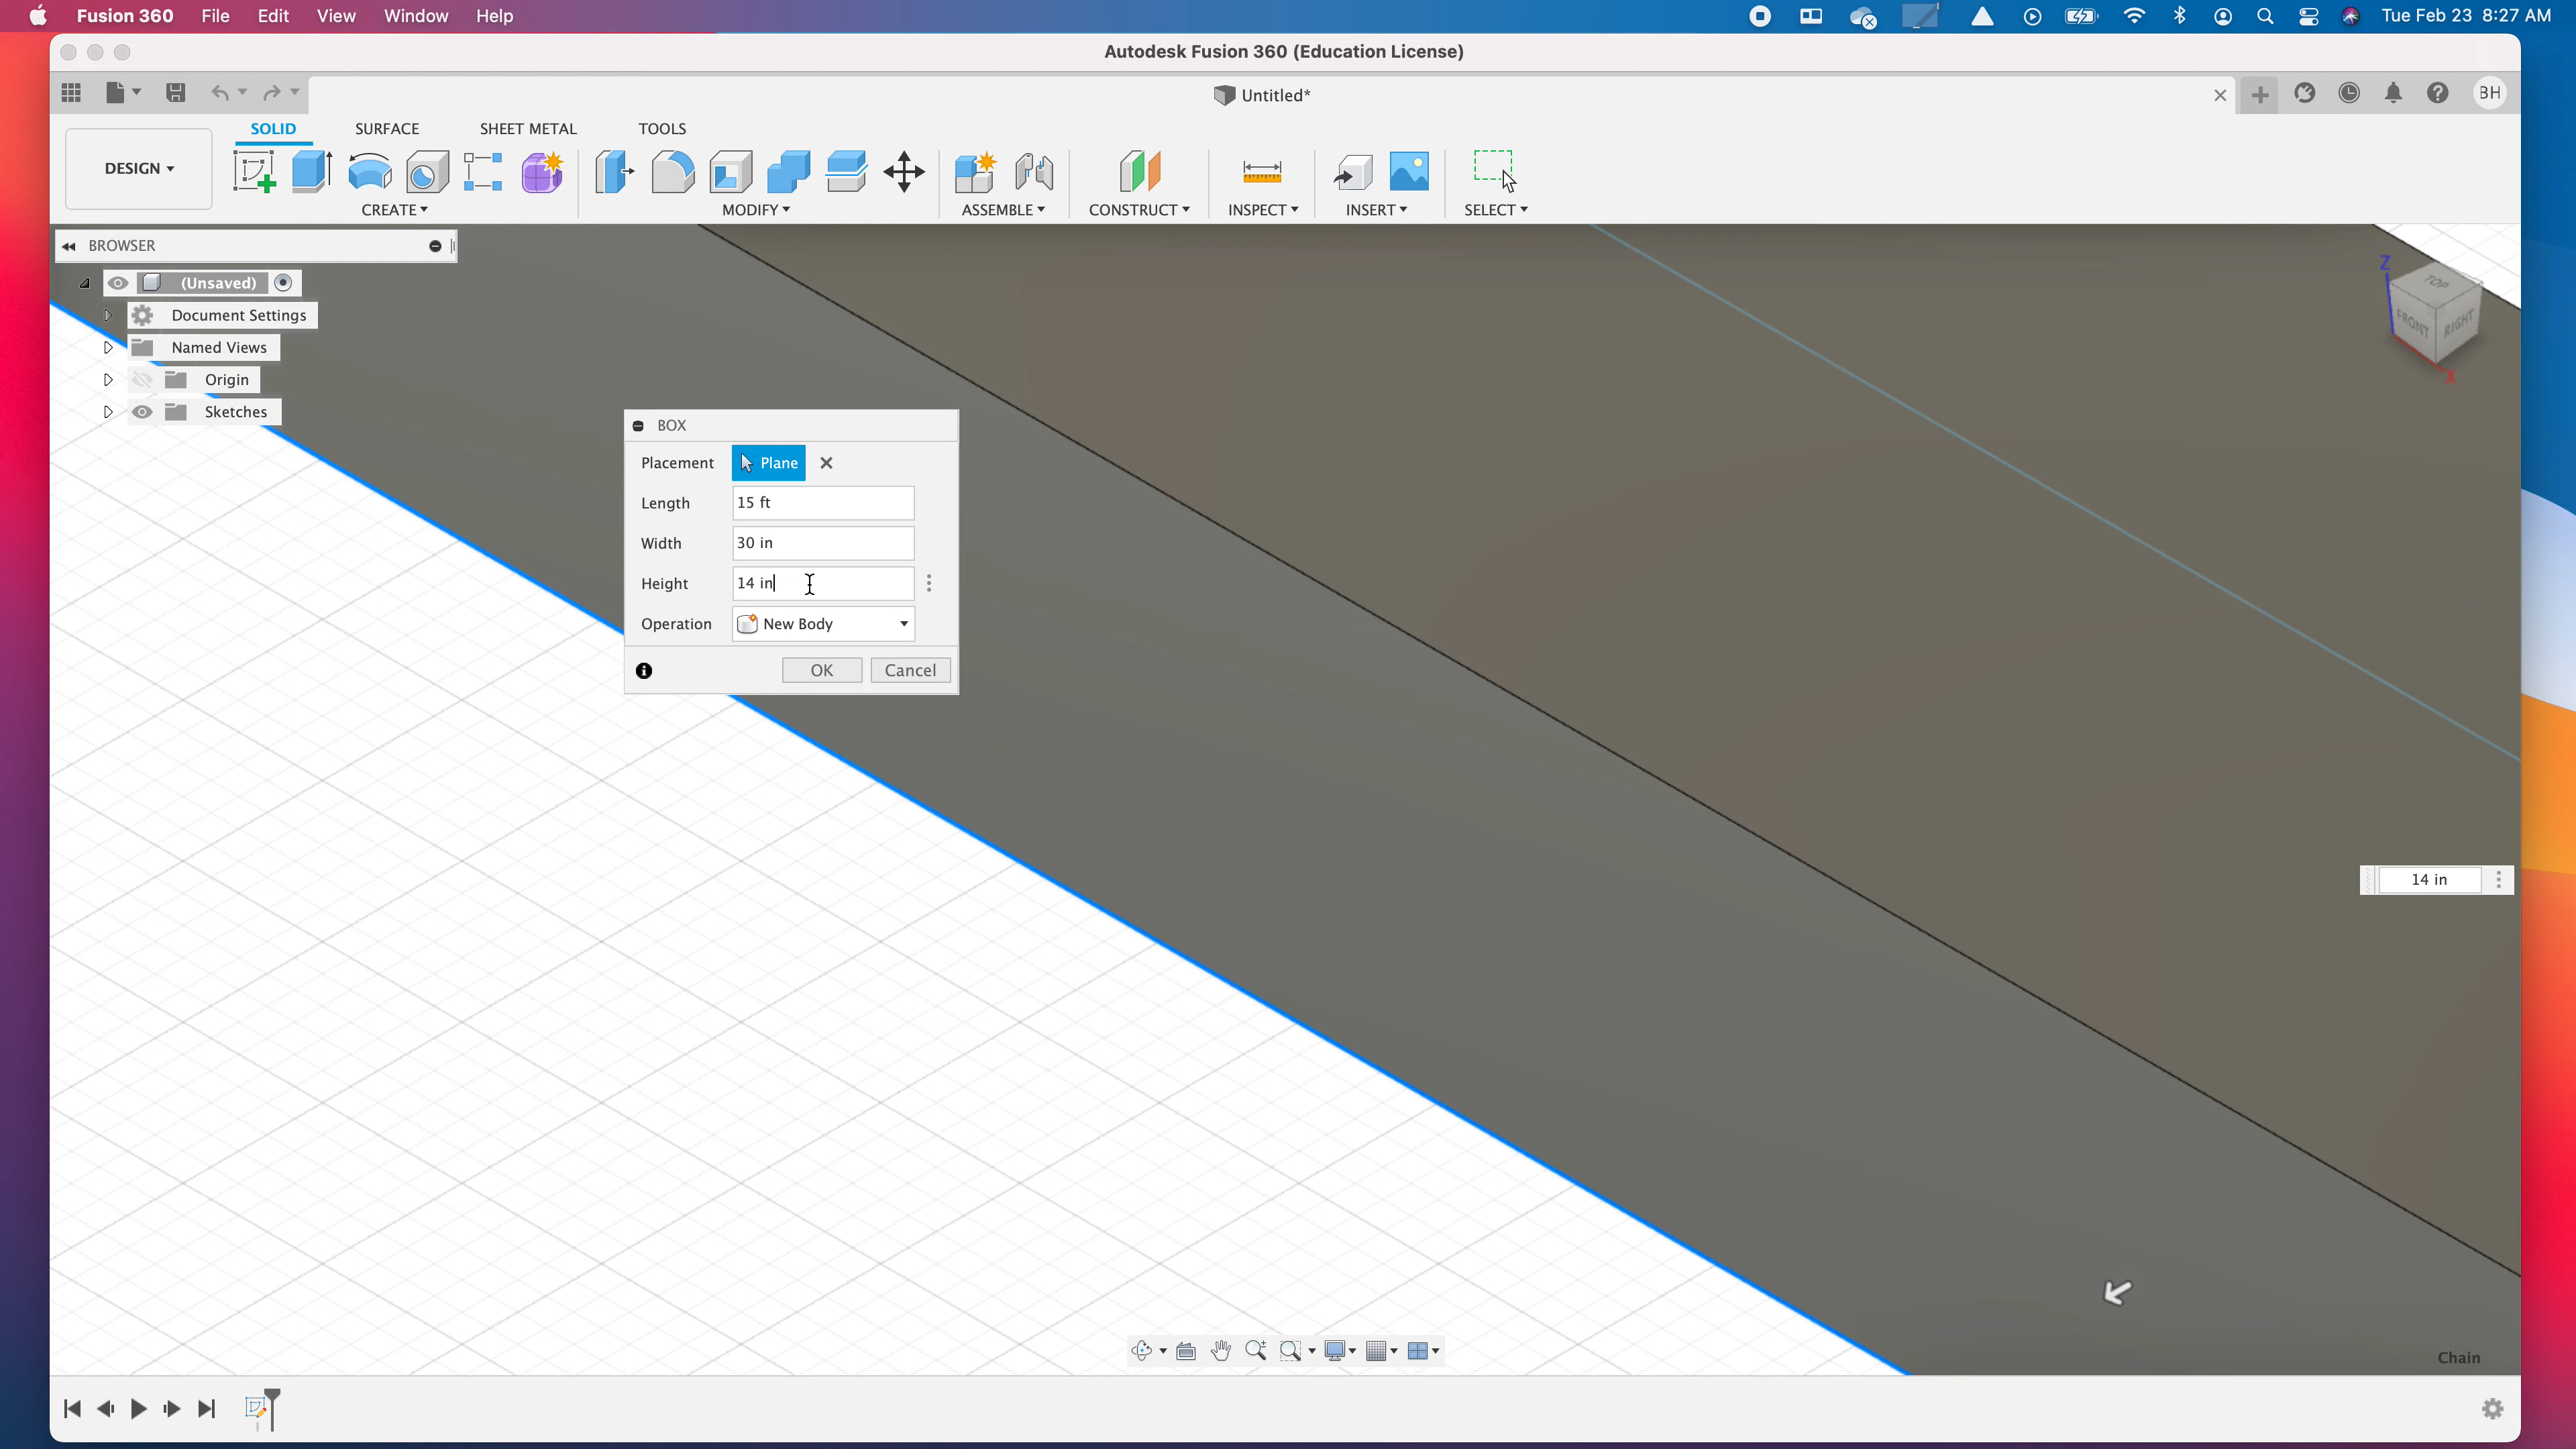 Fusion 360 File Edit View Window Help Tue Feb 23 8:27 AM
Autodesk Fusion 360 (Education License)
Untitled* BH
SOLID SURFACE SHEET METAL TOOLS
DESIGN
CREATE MODIFY ASSEMBLE CONSTRUCT INSPECT INSERT SELECT
BROWSER
(Unsaved)
Document Settings
Named Views
Origin
Sketches
Z
TOP
FRONT RIGHT
X
BOX
Placement Plane
Length 15 ft
Width 30 in
Height 14 in
Operation New Body
OK Cancel
14 in
Chain